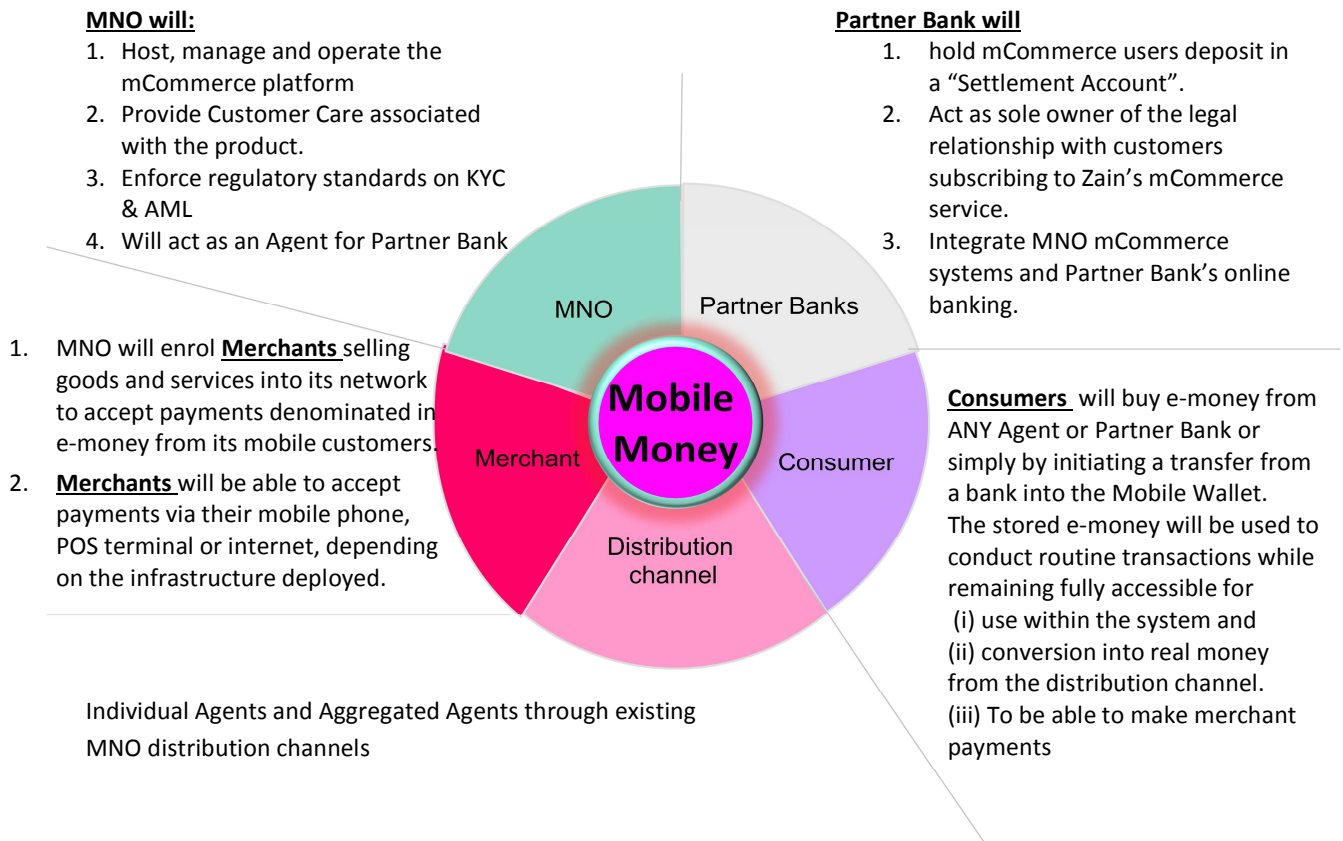 MNO will:
1. Host, manage and operate the
mCommerce platform
2. Provide Customer Care associated
with the product.
3. Enforce regulatory standards on KYC
& AML
4. Will act as an Agent for Partner Bank
Partner Bank will
1. hold mCommerce users deposit in
a “Settlement Account”.
2. Act as sole owner of the legal
relationship with customers
subscribing to Zain’s mCommerce
service.
3. Integrate MNO mCommerce
systems and Partner Bank’s online
banking.
MNO
Partner Banks
Mobile
Money
Merchant
Consumer
Distribution
channel
1. MNO will enrol Merchants selling
goods and services into its network
to accept payments denominated in
e-money from its mobile customers.
2. Merchants will be able to accept
payments via their mobile phone,
POS terminal or internet, depending
on the infrastructure deployed.
Consumers will buy e-money from
ANY Agent or Partner Bank or
simply by initiating a transfer from
a bank into the Mobile Wallet.
The stored e-money will be used to
conduct routine transactions while
remaining fully accessible for
(i) use within the system and
(ii) conversion into real money
from the distribution channel.
(iii) To be able to make merchant
payments
Individual Agents and Aggregated Agents through existing
MNO distribution channels